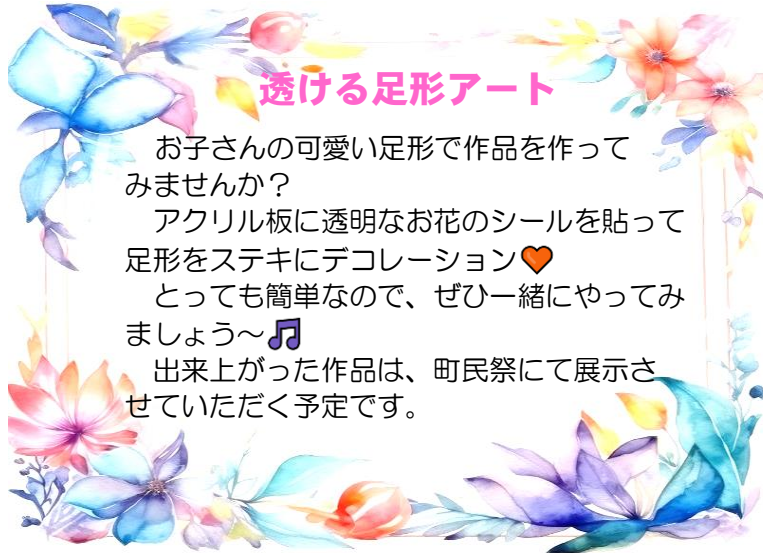 透ける足形アート
お子さんの可愛い足形で作品を作って
みませんか？
アクリル板に透明なお花のシールを貼って
足形をステキにデコレーション🧡
とっても簡単なので、ぜひ一緒にやってみ
ましょう～🎵
出来上がった作品は、町民祭にて展示さ
せていただく予定です。